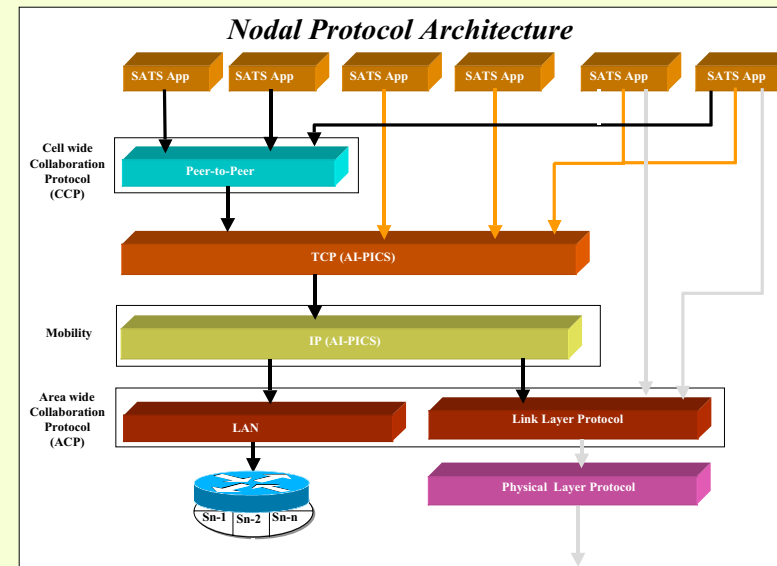 Nodal Protocol Architecture
SATS App
SATS App
SATS App
SATS App
SATS App
SATS App
Cell wide
Collaboration
Protocol
(CCP)
Peer-to-Peer
TCP (AI-PICS)
Mobility
IP (AI-PICS)
Area wide
Collaboration
Protocol
(ACP)
LAN
Link Layer Protocol
Physical Layer Protocol
Sn-1 Sn-2 Sn-n